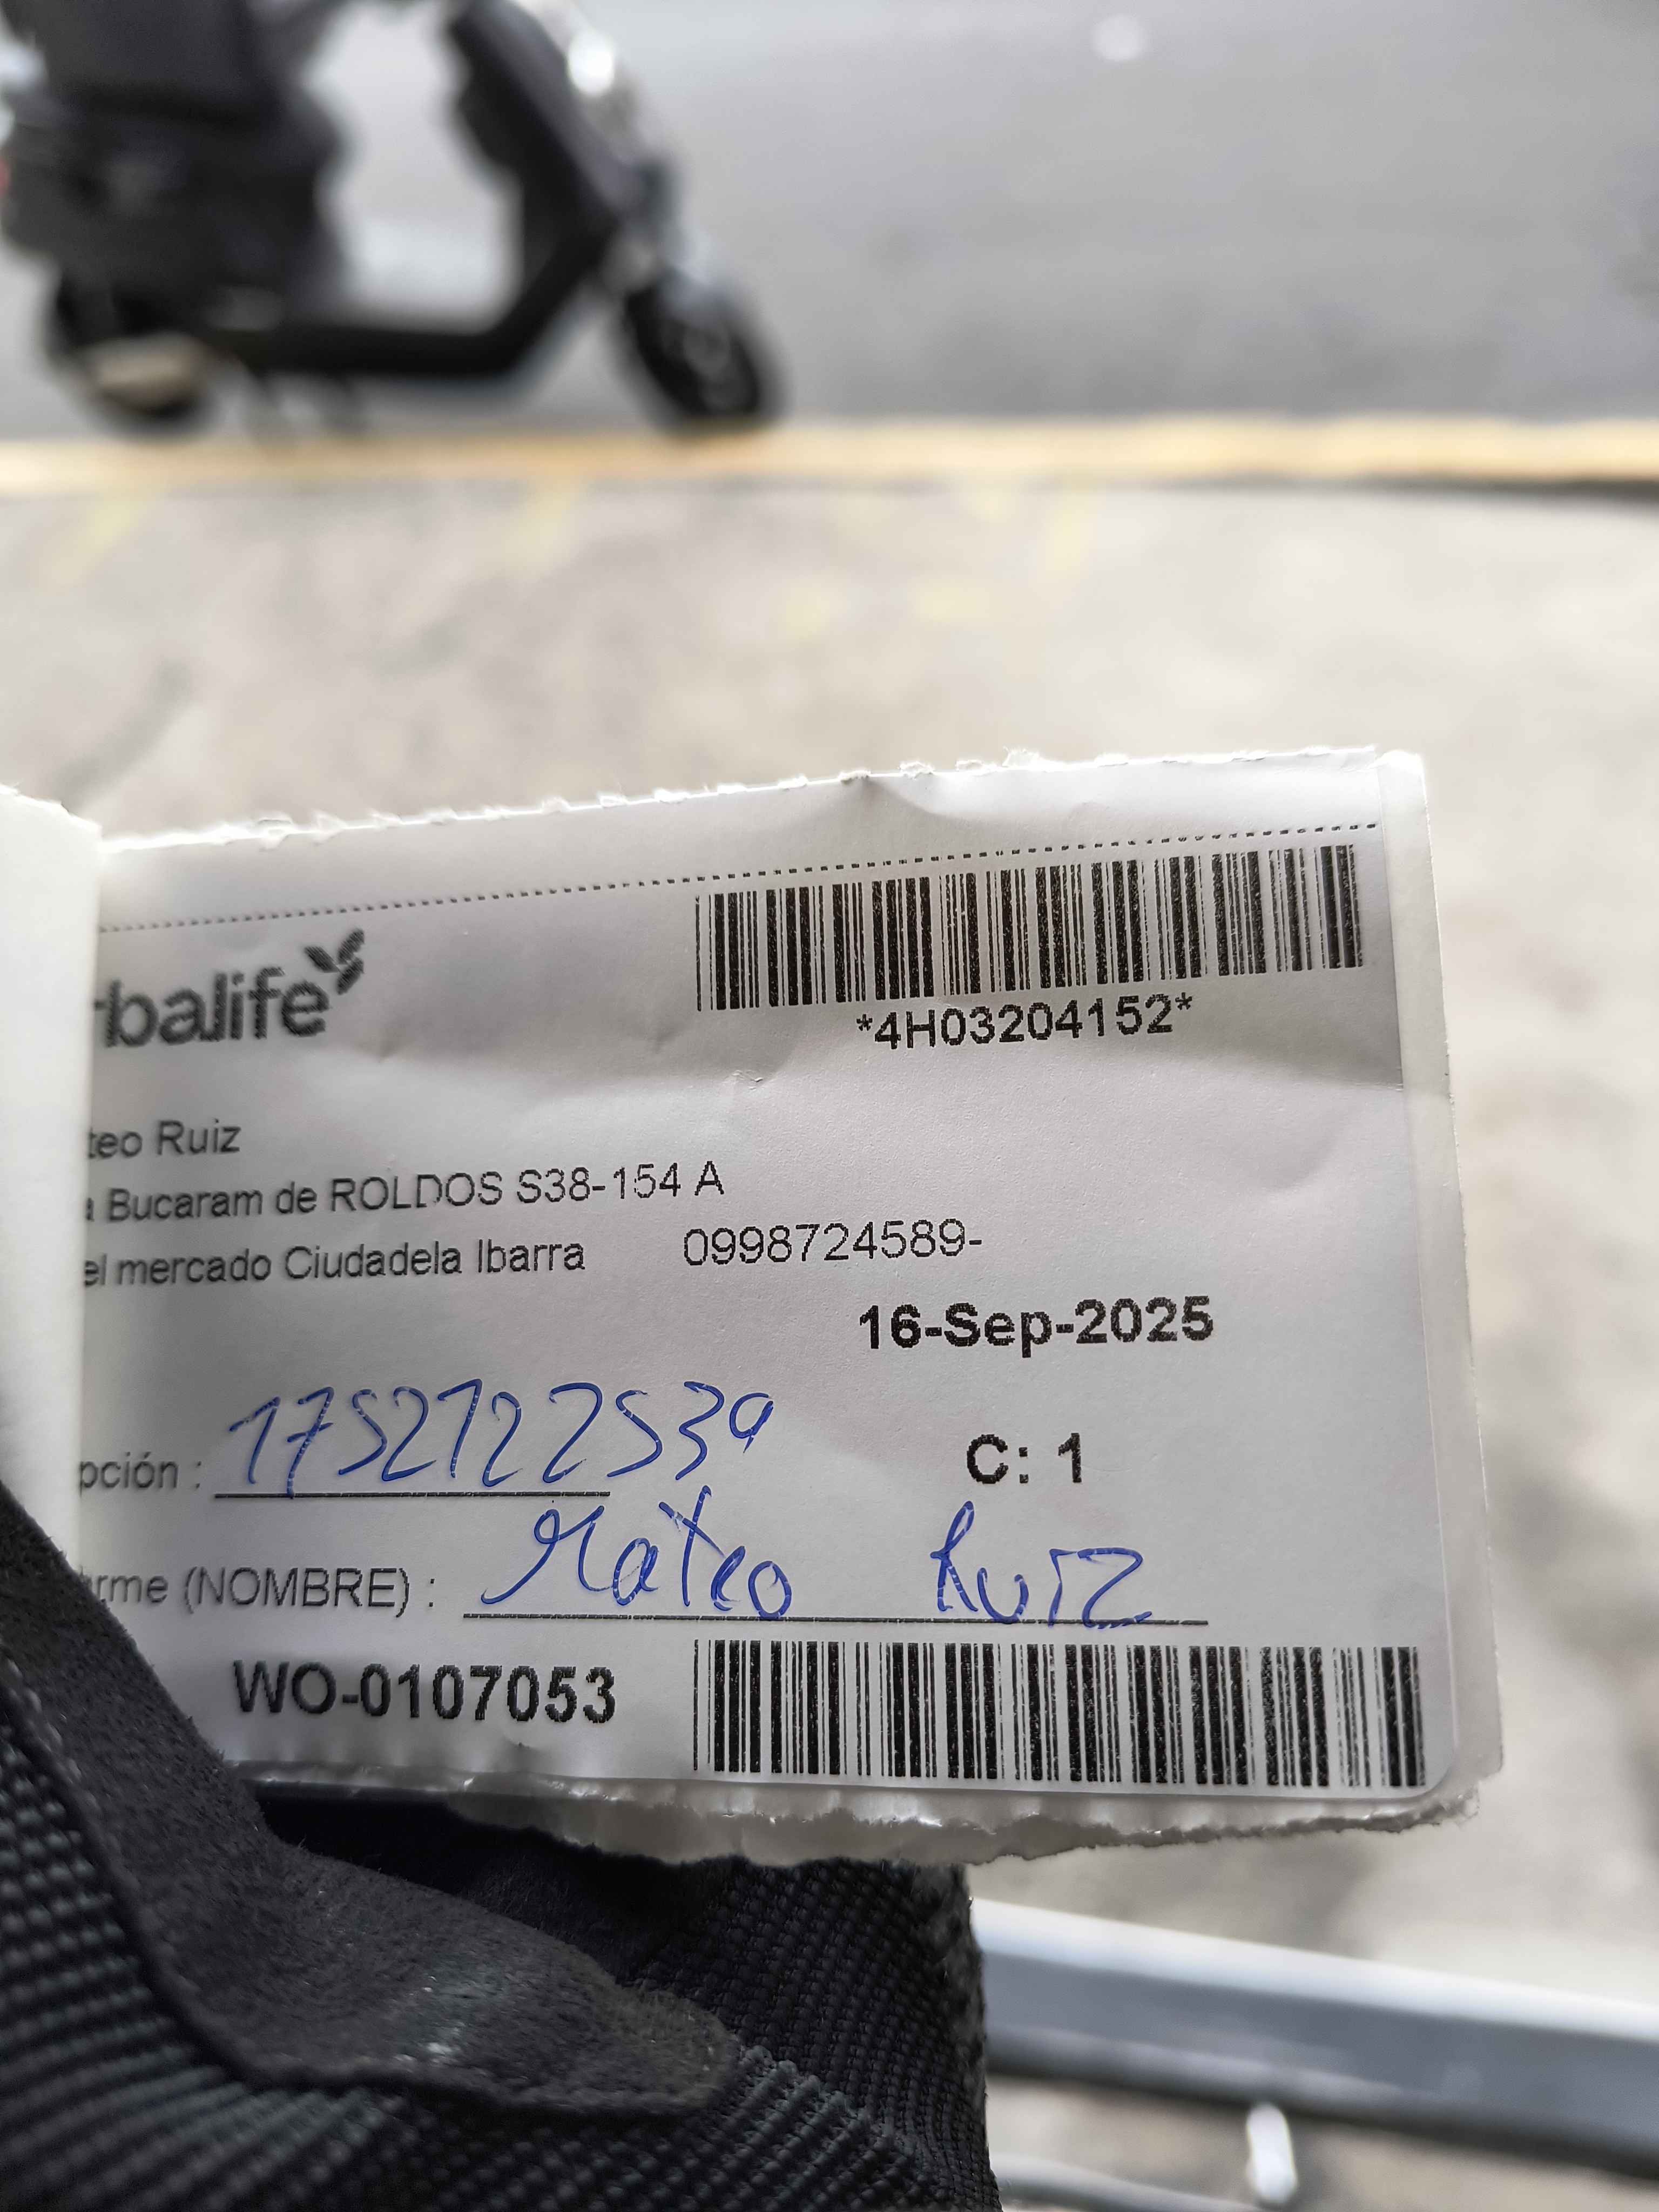 rbalife
*4H03204152*
teo Ruiz
a Bucaram de ROLDOS S38-154 A
el mercado Ciudadela Ibarra 0998724589-
16-Sep-2025
pción : 1752122539
C: 1
rme (NOMBRE) : Mateo Ruiz
WO-0107053